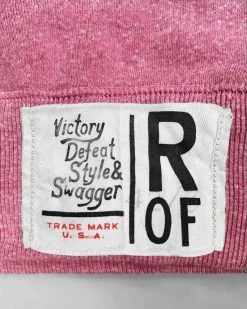 Victory
Defeat
Style &
Swagger
TRADE MARK
U. S. A.
R
OF